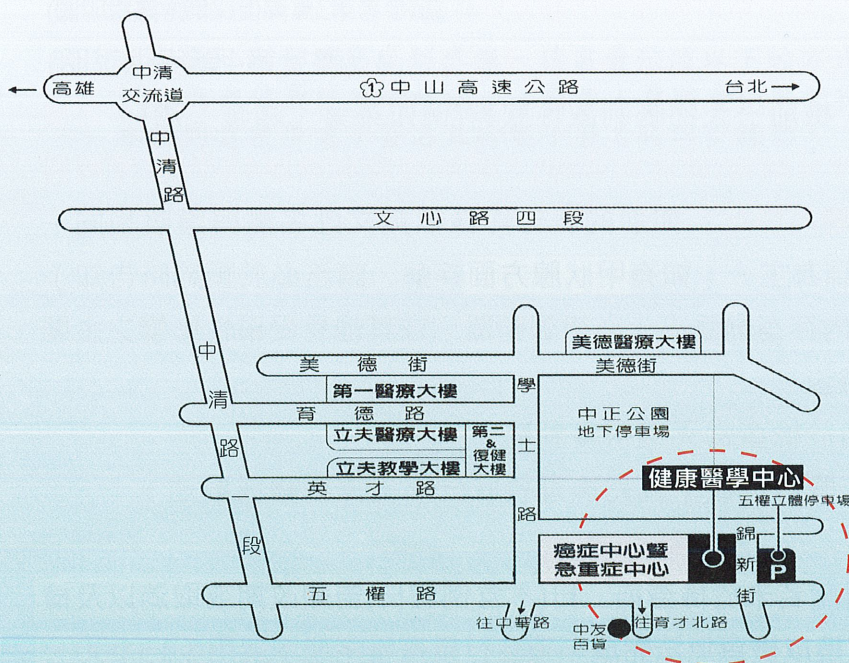 中清
交流道
高雄
1 中山高速公路
台北
中清路
文心路四段
中清路一段
美德醫療大樓
美德街
美德街
第一醫療大樓
學士路
中正公園
地下停車場
育德路
立夫醫療大樓
第二
&
復健
大樓
立夫教學大樓
健康醫學中心
英才路
五權立體停車場
癌症中心暨
急重症中心
錦新街
P
五權路
往中華路
中友
百貨
往育才北路